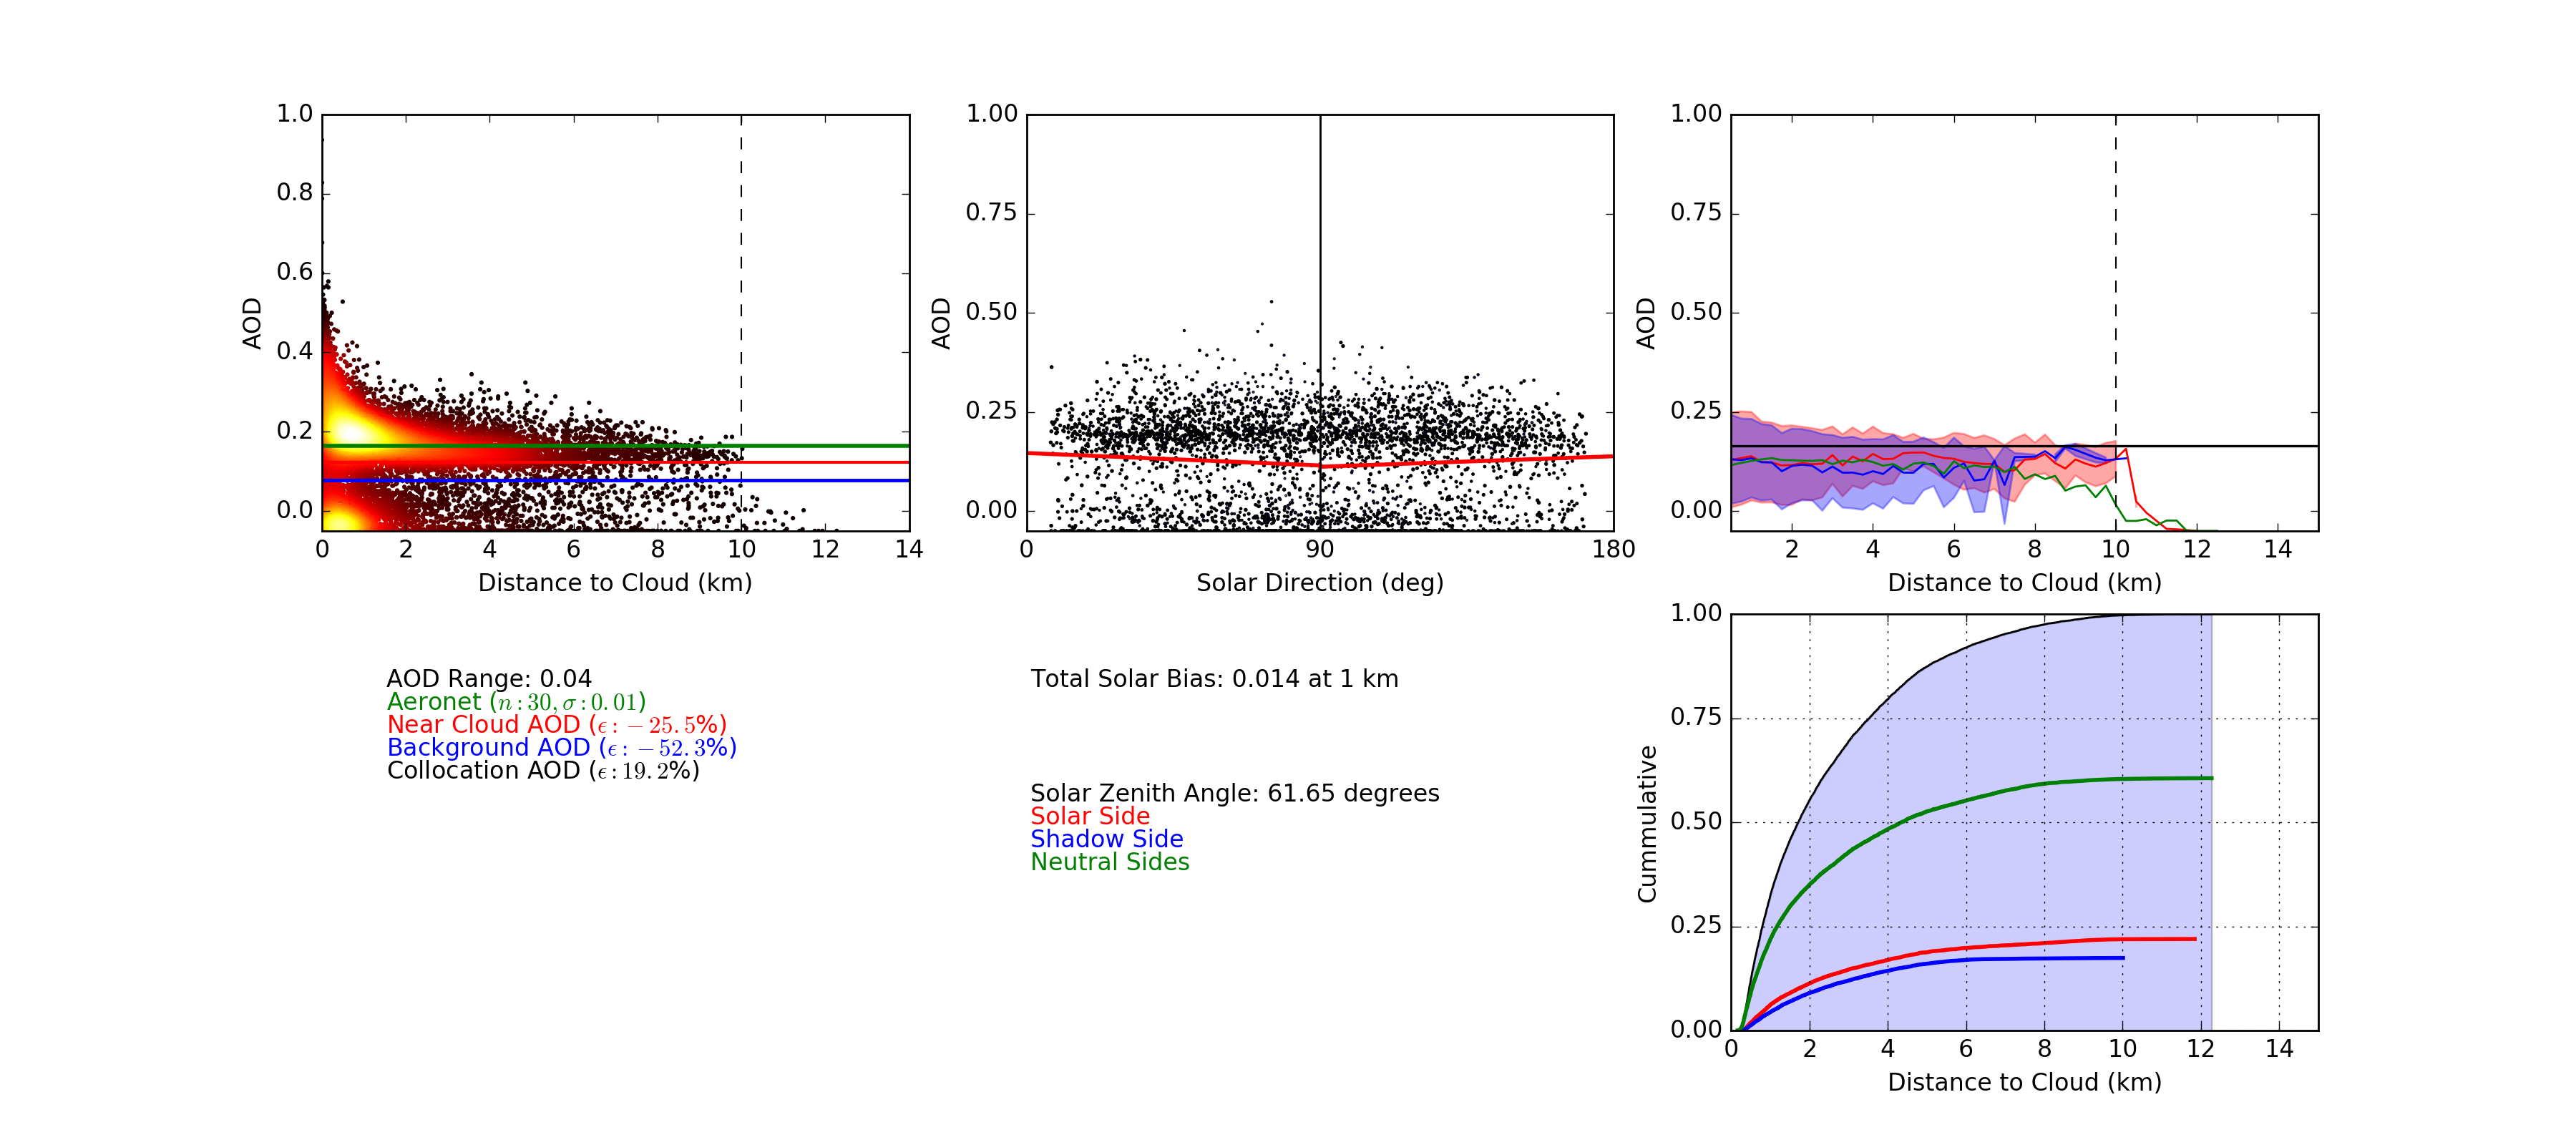 1.0
0.8
0.6
0.4
0.2
0.0
AOD
0 2 4 6 8 10 12 14
Distance to Cloud (km)
1.00
0.75
0.50
0.25
0.00
AOD
0 90 180
Solar Direction (deg)
1.00
0.75
0.50
0.25
0.00
AOD
2 4 6 8 10 12 14
Distance to Cloud (km)
AOD Range: 0.04
Aeronet (n : 30, σ : 0.01)
Near Cloud AOD (ϵ : −25.5%)
Background AOD (ϵ : −52.3%)
Collocation AOD (ϵ : 19.2%)
Total Solar Bias: 0.014 at 1 km
Solar Zenith Angle: 61.65 degrees
Solar Side
Shadow Side
Neutral Sides
1.00
0.75
0.50
0.25
0.00
Cummulative
0 2 4 6 8 10 12 14
Distance to Cloud (km)